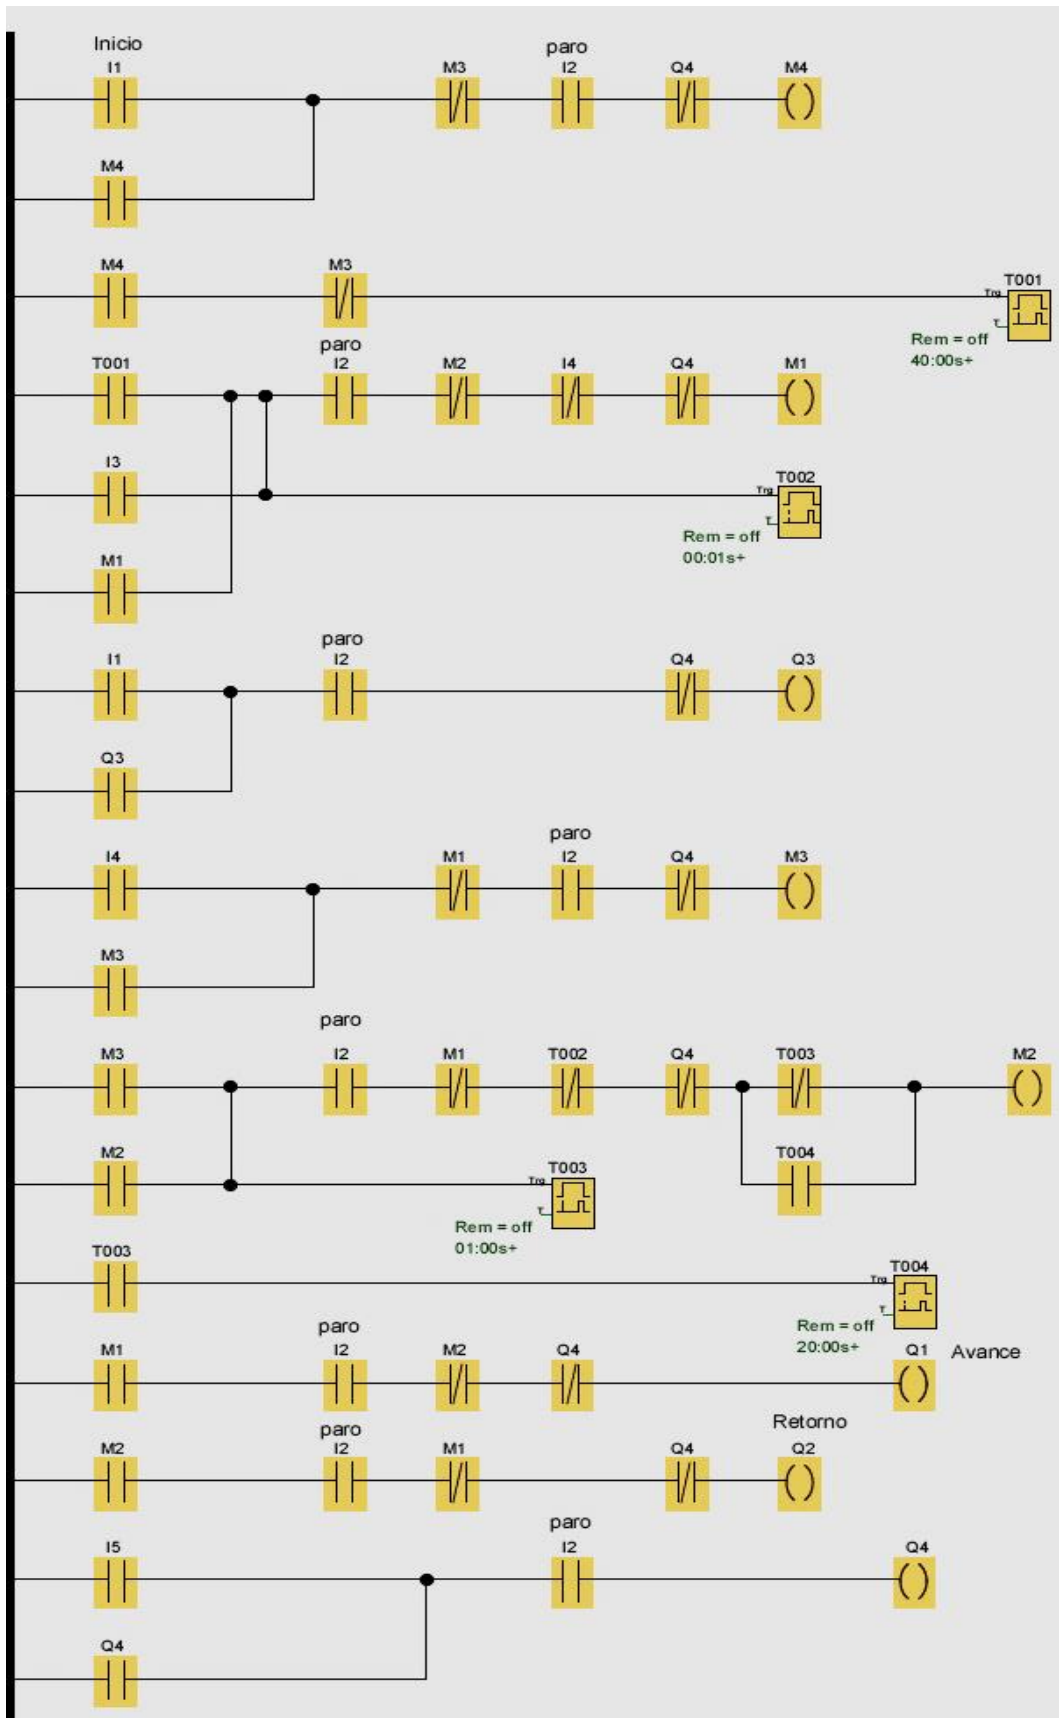 Inicio
paro
I1 M3 I2 Q4 M4
M4
M4 M3
T001
Trg
T
Rem = off
40:00s+
paro
T001 I2 M2 I4 Q4 M1
I3
T002
Trg
T
Rem = off
00:01s+
M1
paro
I1 I2 Q4 Q3
Q3
paro
I4 M1 I2 Q4 M3
M3
paro
M3 I2 M1 T002 Q4 T003 M2
M2 T004
T003
Trg
T
Rem = off
01:00s+
T003
T004
Trg
T
Rem = off
20:00s+
paro
M1 I2 M2 Q4 Q1 Avance
Retorno
paro
M2 I2 M1 Q4 Q2
paro
I5 I2 Q4
Q4